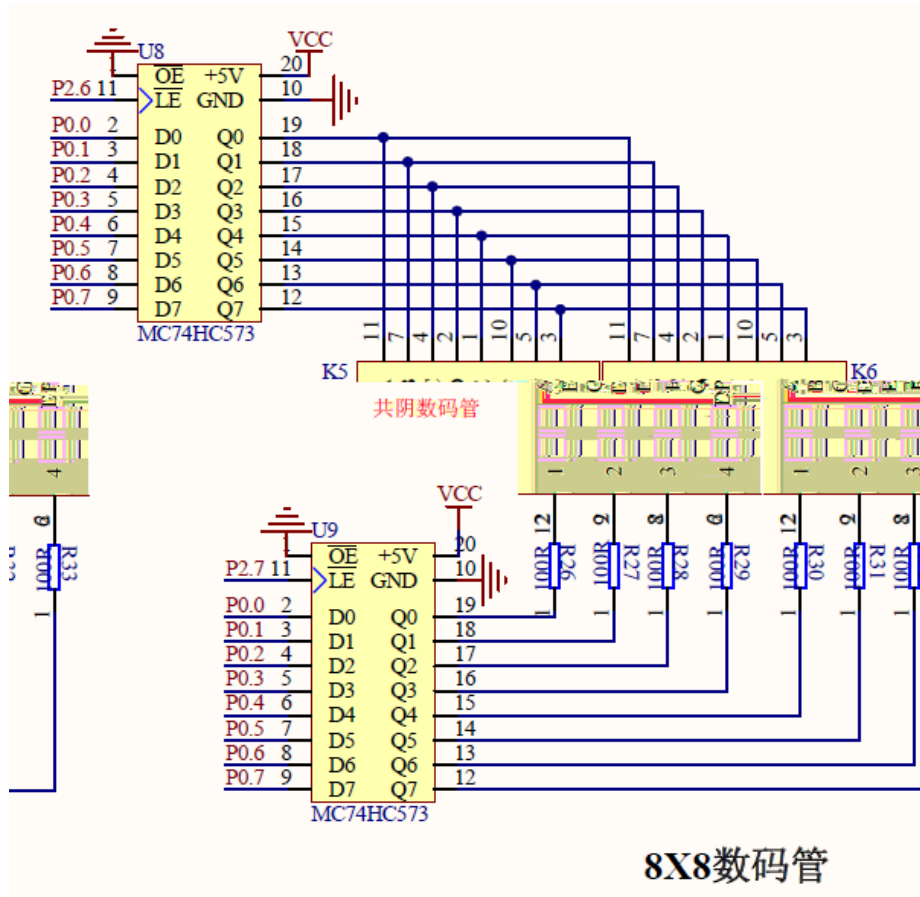 VCC
U8
1 OE +5V 20
P2.6 11 LE GND 10
P0.0 2 D0 Q0 19
P0.1 3 D1 Q1 18
P0.2 4 D2 Q2 17
P0.3 5 D3 Q3 16
P0.4 6 D4 Q4 15
P0.5 7 D5 Q5 14
P0.6 8 D6 Q6 13
P0.7 9 D7 Q7 12
MC74HC573
11 7 4 2 1 10 5 3 11 7 4 2 1 10 5 3
K5 K6
共阴数码管
4 1 2 3 4 1 2 3
VCC
12 9 8 12 9 8
R33 R26 R27 R28 R29 R30 R31
100R 100R 100R 100R 100R 100R 100R
1 1 1 1 1 1 1 1
U9
1 OE +5V 20
P2.7 11 LE GND 10
P0.0 2 D0 Q0 19
P0.1 3 D1 Q1 18
P0.2 4 D2 Q2 17
P0.3 5 D3 Q3 16
P0.4 6 D4 Q4 15
P0.5 7 D5 Q5 14
P0.6 8 D6 Q6 13
P0.7 9 D7 Q7 12
MC74HC573
8X8数码管